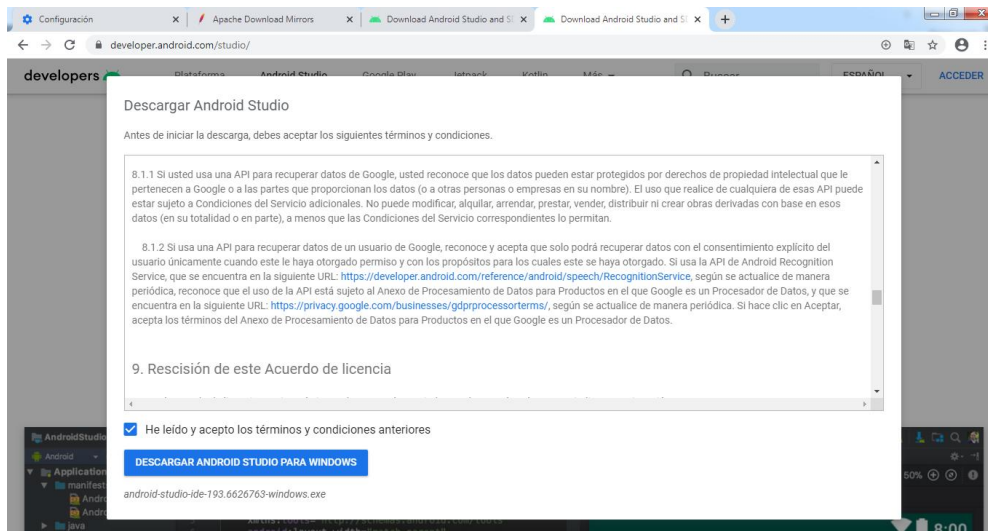 Configuración
Apache Download Mirrors
Download Android Studio and S
Download Android Studio and S
developer.android.com/studio/
developers
Plataforma Android Studio Google Play Jetpack Kotlin Más Buscar ESPAÑOL ACCEDER
Descargar Android Studio
Antes de iniciar la descarga, debes aceptar los siguientes términos y condiciones.
8.1.1 Si usted usa una API para recuperar datos de Google, usted reconoce que los datos pueden estar protegidos por derechos de propiedad intelectual que le
pertenecen a Google o a las partes que proporcionan los datos (o a otras personas o empresas en su nombre). El uso que realice de cualquiera de esas API puede
estar sujeto a Condiciones del Servicio adicionales. No puede modificar, alquilar, arrendar, prestar, vender, distribuir ni crear obras derivadas con base en esos
datos (en su totalidad o en parte), a menos que las Condiciones del Servicio correspondientes lo permitan.
8.1.2 Si usa una API para recuperar datos de un usuario de Google, reconoce y acepta que solo podrá recuperar datos con el consentimiento explícito del
usuario únicamente cuando este le haya otorgado permiso y con los propósitos para los cuales este se haya otorgado. Si usa la API de Android Recognition
Service, que se encuentra en la siguiente URL: https://developer.android.com/reference/android/speech/RecognitionService, según se actualice de manera
periódica, reconoce que el uso de la API está sujeto al Anexo de Procesamiento de Datos para Productos en el que Google es un Procesador de Datos, y que se
encuentra en la siguiente URL: https://privacy.google.com/businesses/gdprprocessorterms/, según se actualice de manera periódica. Si hace clic en Aceptar,
acepta los términos del Anexo de Procesamiento de Datos para Productos en el que Google es un Procesador de Datos.
9. Rescisión de este Acuerdo de licencia
He leído y acepto los términos y condiciones anteriores
DESCARGAR ANDROID STUDIO PARA WINDOWS
android-studio-ide-193.6626763-windows.exe
AndroidStudio
Android
Application
manifest
Andro
Andro
java
50%
8:00